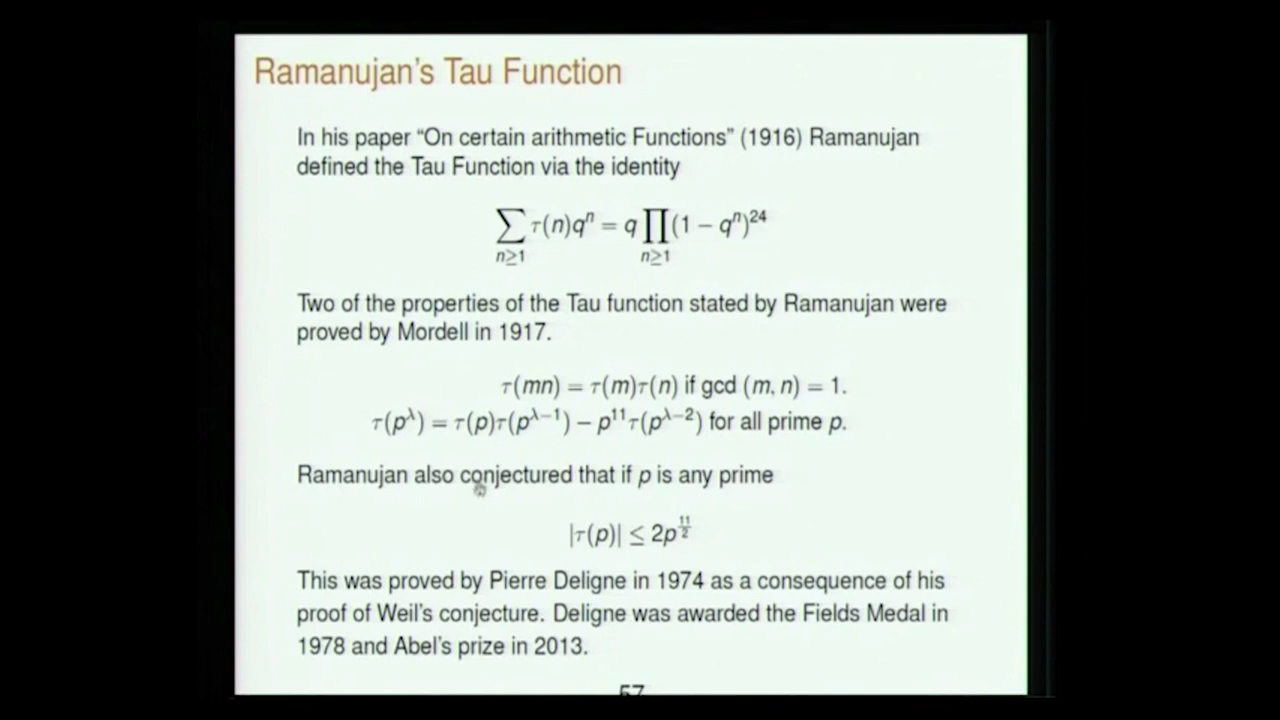 Ramanujan's Tau Function
In his paper “On certain arithmetic Functions” (1916) Ramanujan
defined the Tau Function via the identity
∑_{n≥1} τ(n)qⁿ = q ∏_{n≥1} (1 − qⁿ)²⁴
Two of the properties of the Tau function stated by Ramanujan were
proved by Mordell in 1917.
τ(mn) = τ(m)τ(n) if gcd (m, n) = 1.
τ(p^λ) = τ(p)τ(p^{λ−1}) − p¹¹τ(p^{λ−2}) for all prime p.
Ramanujan also conjectured that if p is any prime
|τ(p)| ≤ 2p^{11/2}
This was proved by Pierre Deligne in 1974 as a consequence of his
proof of Weil's conjecture. Deligne was awarded the Fields Medal in
1978 and Abel's prize in 2013.
57